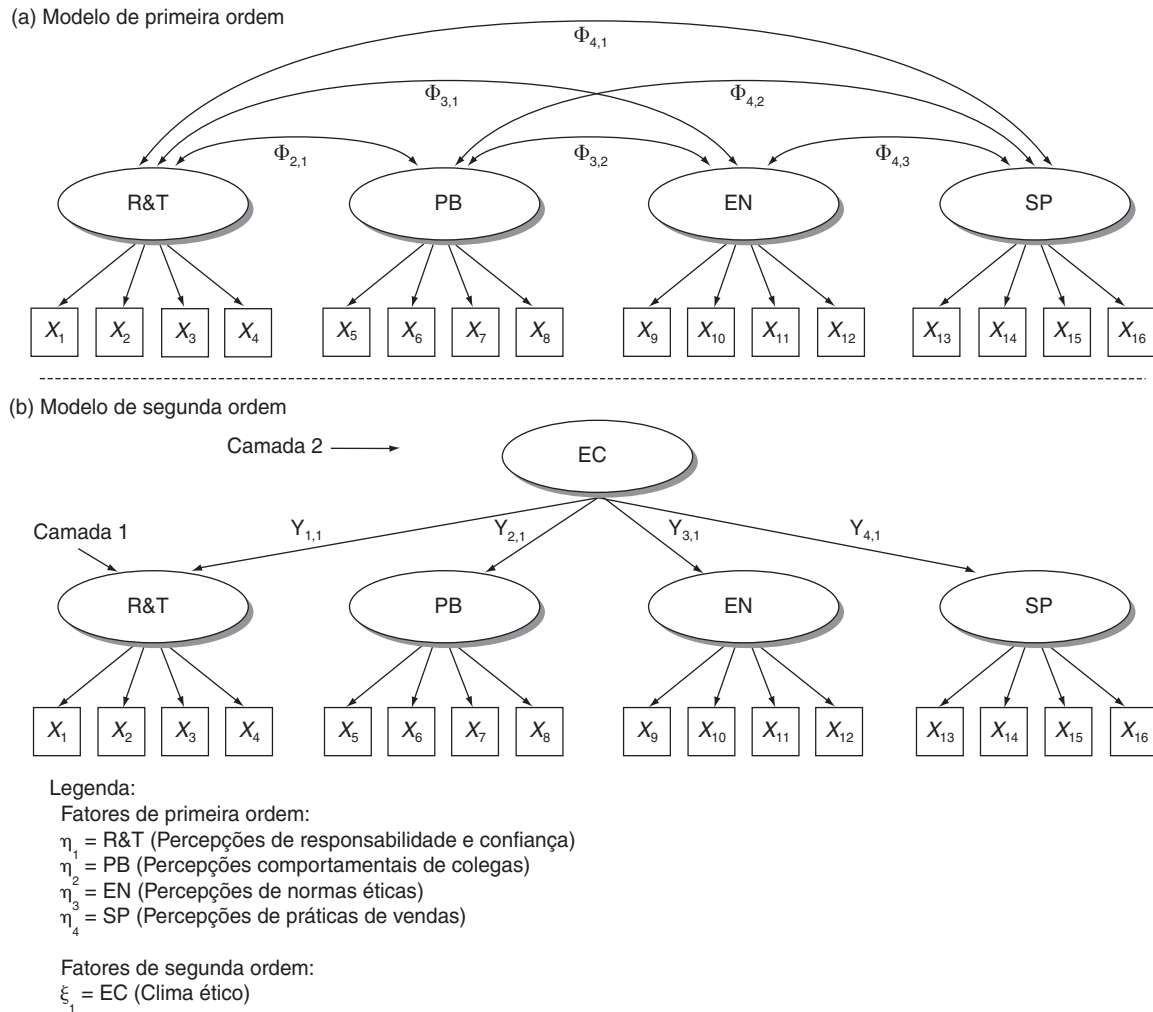 (a) Modelo de primeira ordem
Φ4,1
Φ3,1 Φ4,2
Φ2,1 Φ3,2 Φ4,3
R&T PB EN SP
X1 X2 X3 X4 X5 X6 X7 X8 X9 X10 X11 X12 X13 X14 X15 X16
(b) Modelo de segunda ordem
Camada 2
EC
Camada 1
Y1,1 Y2,1 Y3,1 Y4,1
R&T PB EN SP
X1 X2 X3 X4 X5 X6 X7 X8 X9 X10 X11 X12 X13 X14 X15 X16
Legenda:
Fatores de primeira ordem:
η1 = R&T (Percepções de responsabilidade e confiança)
η2 = PB (Percepções comportamentais de colegas)
η3 = EN (Percepções de normas éticas)
η4 = SP (Percepções de práticas de vendas)
Fatores de segunda ordem:
ξ1 = EC (Clima ético)